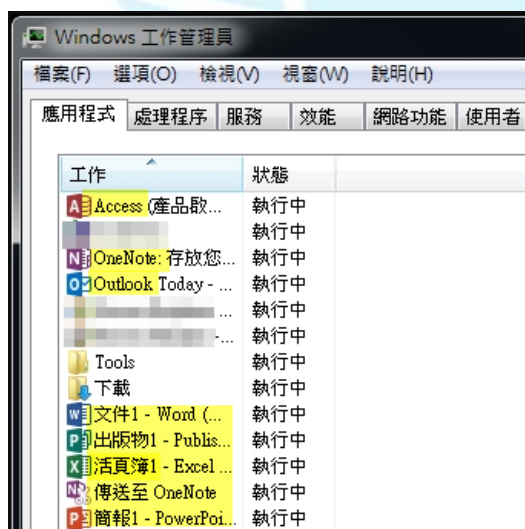 Windows 工作管理員
檔案(F) 選項(O) 檢視(V) 視窗(W) 說明(H)
應用程式 處理程序 服務 效能 網路功能 使用者
工作 狀態
Access (產品啟... 執行中
執行中
OneNote: 存放您... 執行中
Outlook Today - ... 執行中
... 執行中
-... 執行中
Tools 執行中
下載 執行中
文件1 - Word (... 執行中
出版物1 - Publis... 執行中
活頁簿1 - Excel ... 執行中
傳送至 OneNote 執行中
簡報1 - PowerPoi... 執行中